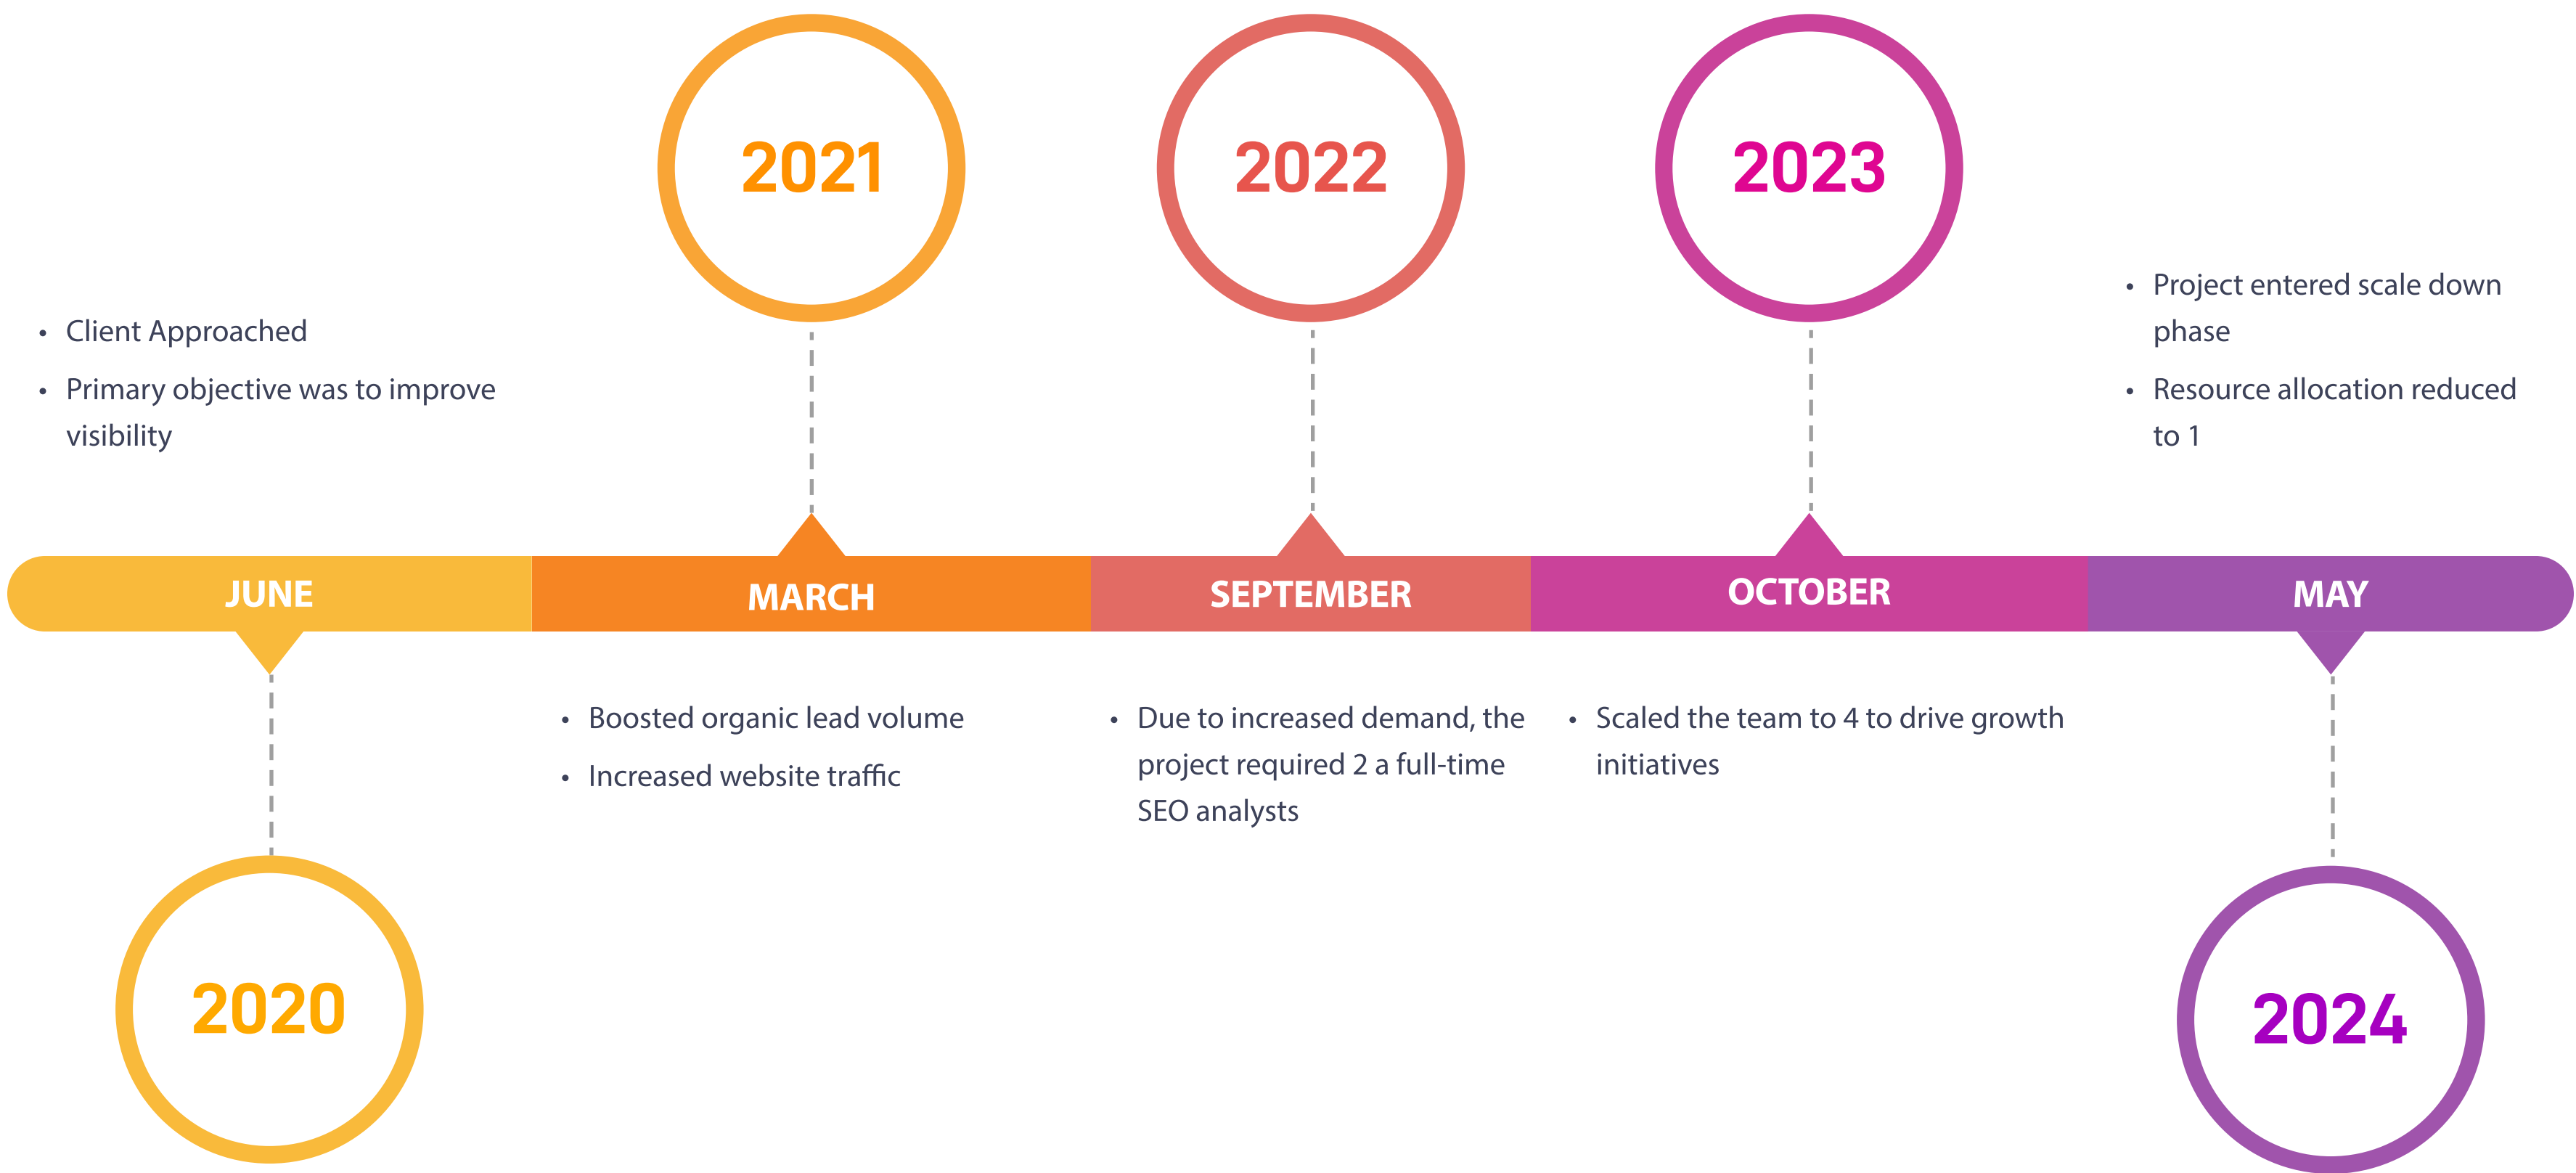 2021
2022
2023
• Client Approached
• Primary objective was to improve
visibility
• Project entered scale down
phase
• Resource allocation reduced
to 1
JUNE
MARCH
SEPTEMBER
OCTOBER
MAY
• Boosted organic lead volume
• Increased website traffic
• Due to increased demand, the
project required 2 a full-time
SEO analysts
• Scaled the team to 4 to drive growth
initiatives
2020
2024